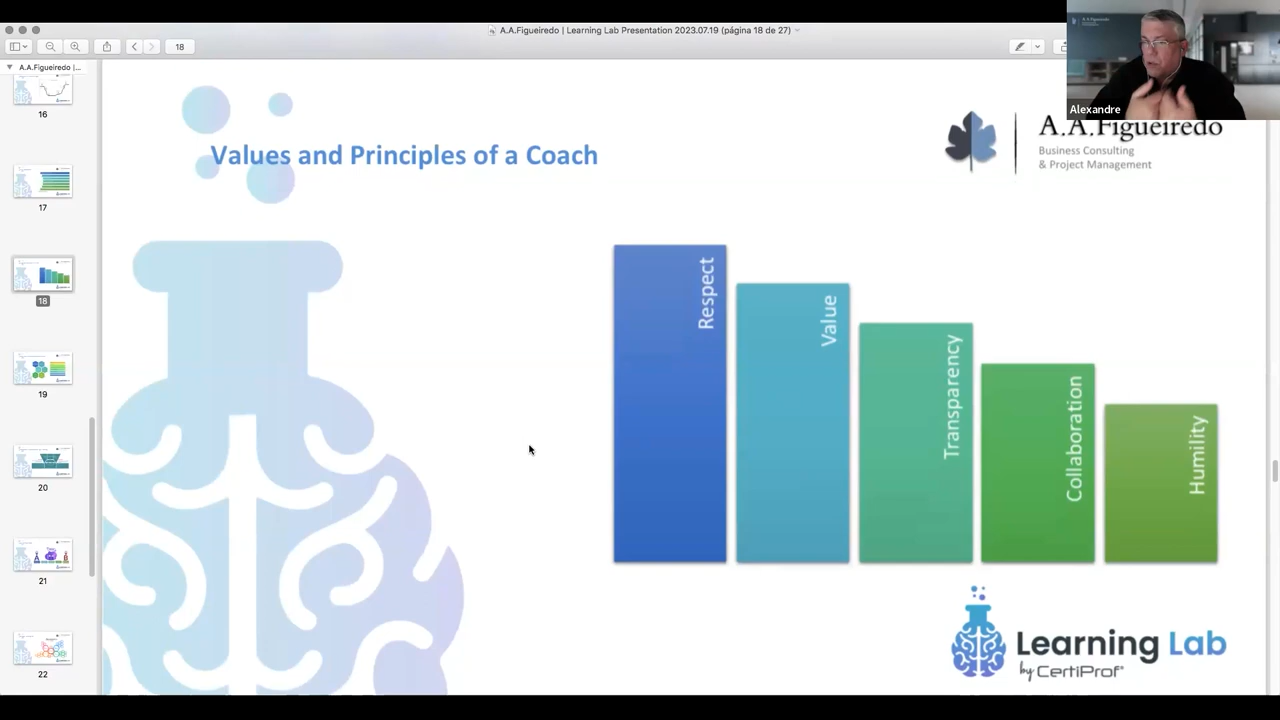 A.A.Figueiredo | Learning Lab Presentation 2023.07.19 (página 18 de 27)
18
A.A.Figueiredo |...
16
17
18
19
20
21
22
Alexandre
A.A.Figueiredo
Business Consulting
& Project Management
Values and Principles of a Coach
Respect
Value
Transparency
Collaboration
Humility
Learning Lab
by CertiProf®